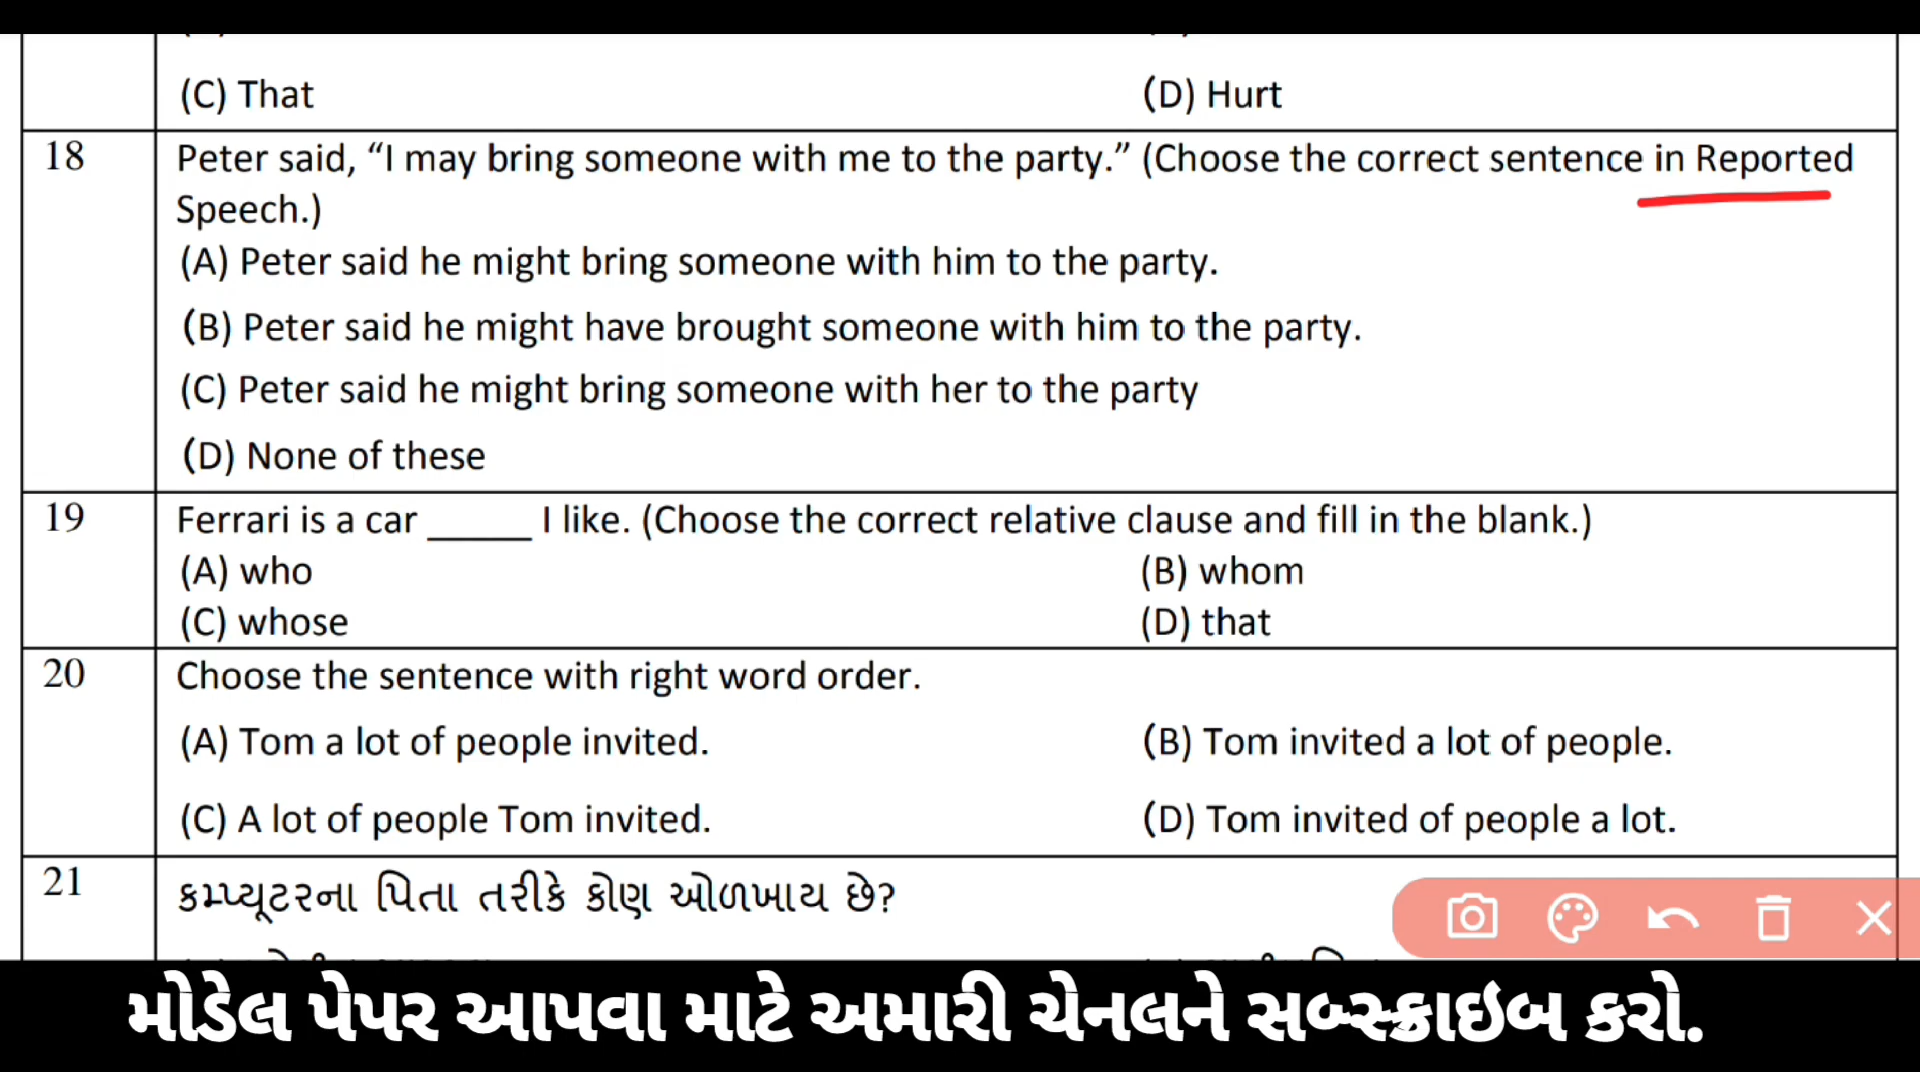 (C) That (D) Hurt
18 Peter said, “I may bring someone with me to the party.” (Choose the correct sentence in Reported
Speech.)
(A) Peter said he might bring someone with him to the party.
(B) Peter said he might have brought someone with him to the party.
(C) Peter said he might bring someone with her to the party
(D) None of these
19 Ferrari is a car _____ I like. (Choose the correct relative clause and fill in the blank.)
(A) who (B) whom
(C) whose (D) that
20 Choose the sentence with right word order.
(A) Tom a lot of people invited. (B) Tom invited a lot of people.
(C) A lot of people Tom invited. (D) Tom invited of people a lot.
21 કમ્પ્યૂટરના પિતા તરીકે કોણ ઓળખાય છે?
મોડેલ પેપર આપવા માટે અમારી ચેનલને સબ્સ્ક્રાઇબ કરો.